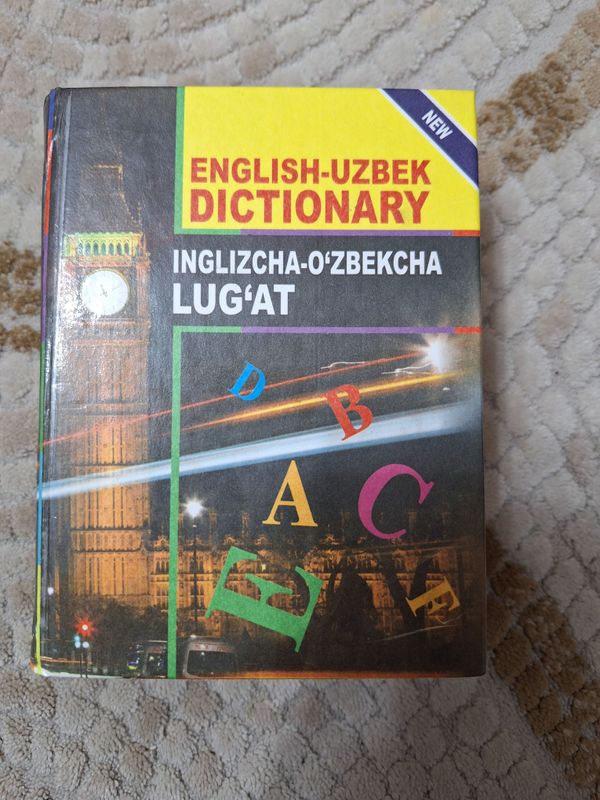 NEW
ENGLISH-UZBEK
DICTIONARY
INGLIZCHA-O‘ZBEKCHA
LUG‘AT
D
B
A
C
E
F